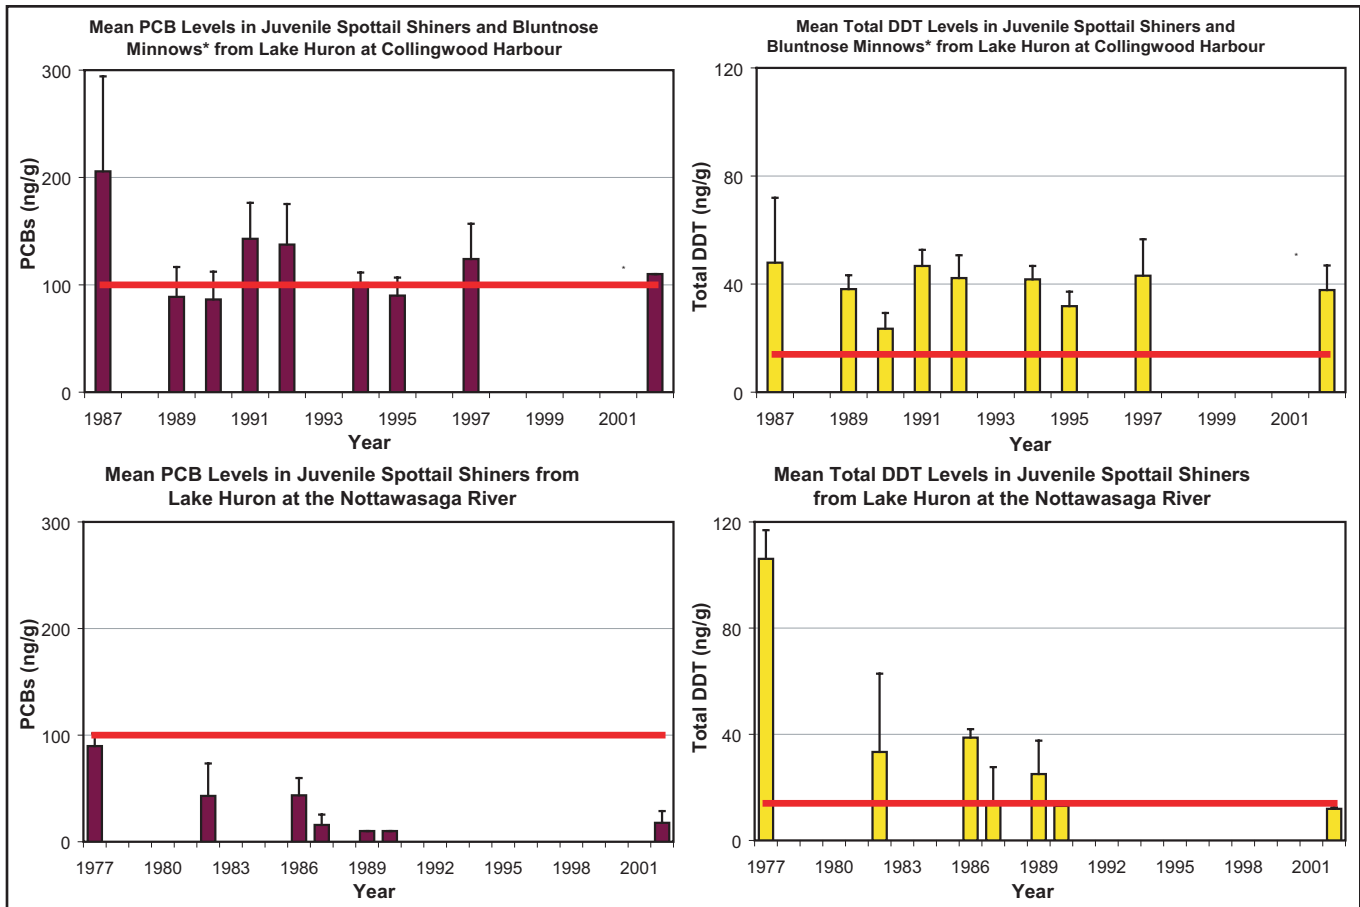 Mean PCB Levels in Juvenile Spottail Shiners and Bluntnose
Minnows* from Lake Huron at Collingwood Harbour
300
200
100
0
PCBs (ng/g)
*
1987 1989 1991 1993 1995 1997 1999 2001
Year
Mean Total DDT Levels in Juvenile Spottail Shiners and
Bluntnose Minnows* from Lake Huron at Collingwood Harbour
120
80
40
0
Total DDT (ng/g)
*
1987 1989 1991 1993 1995 1997 1999 2001
Year
Mean PCB Levels in Juvenile Spottail Shiners from
Lake Huron at the Nottawasaga River
300
200
100
0
PCBs (ng/g)
1977 1980 1983 1986 1989 1992 1995 1998 2001
Year
Mean Total DDT Levels in Juvenile Spottail Shiners
from Lake Huron at the Nottawasaga River
120
80
40
0
Total DDT (ng/g)
1977 1980 1983 1986 1989 1992 1995 1998 2001
Year